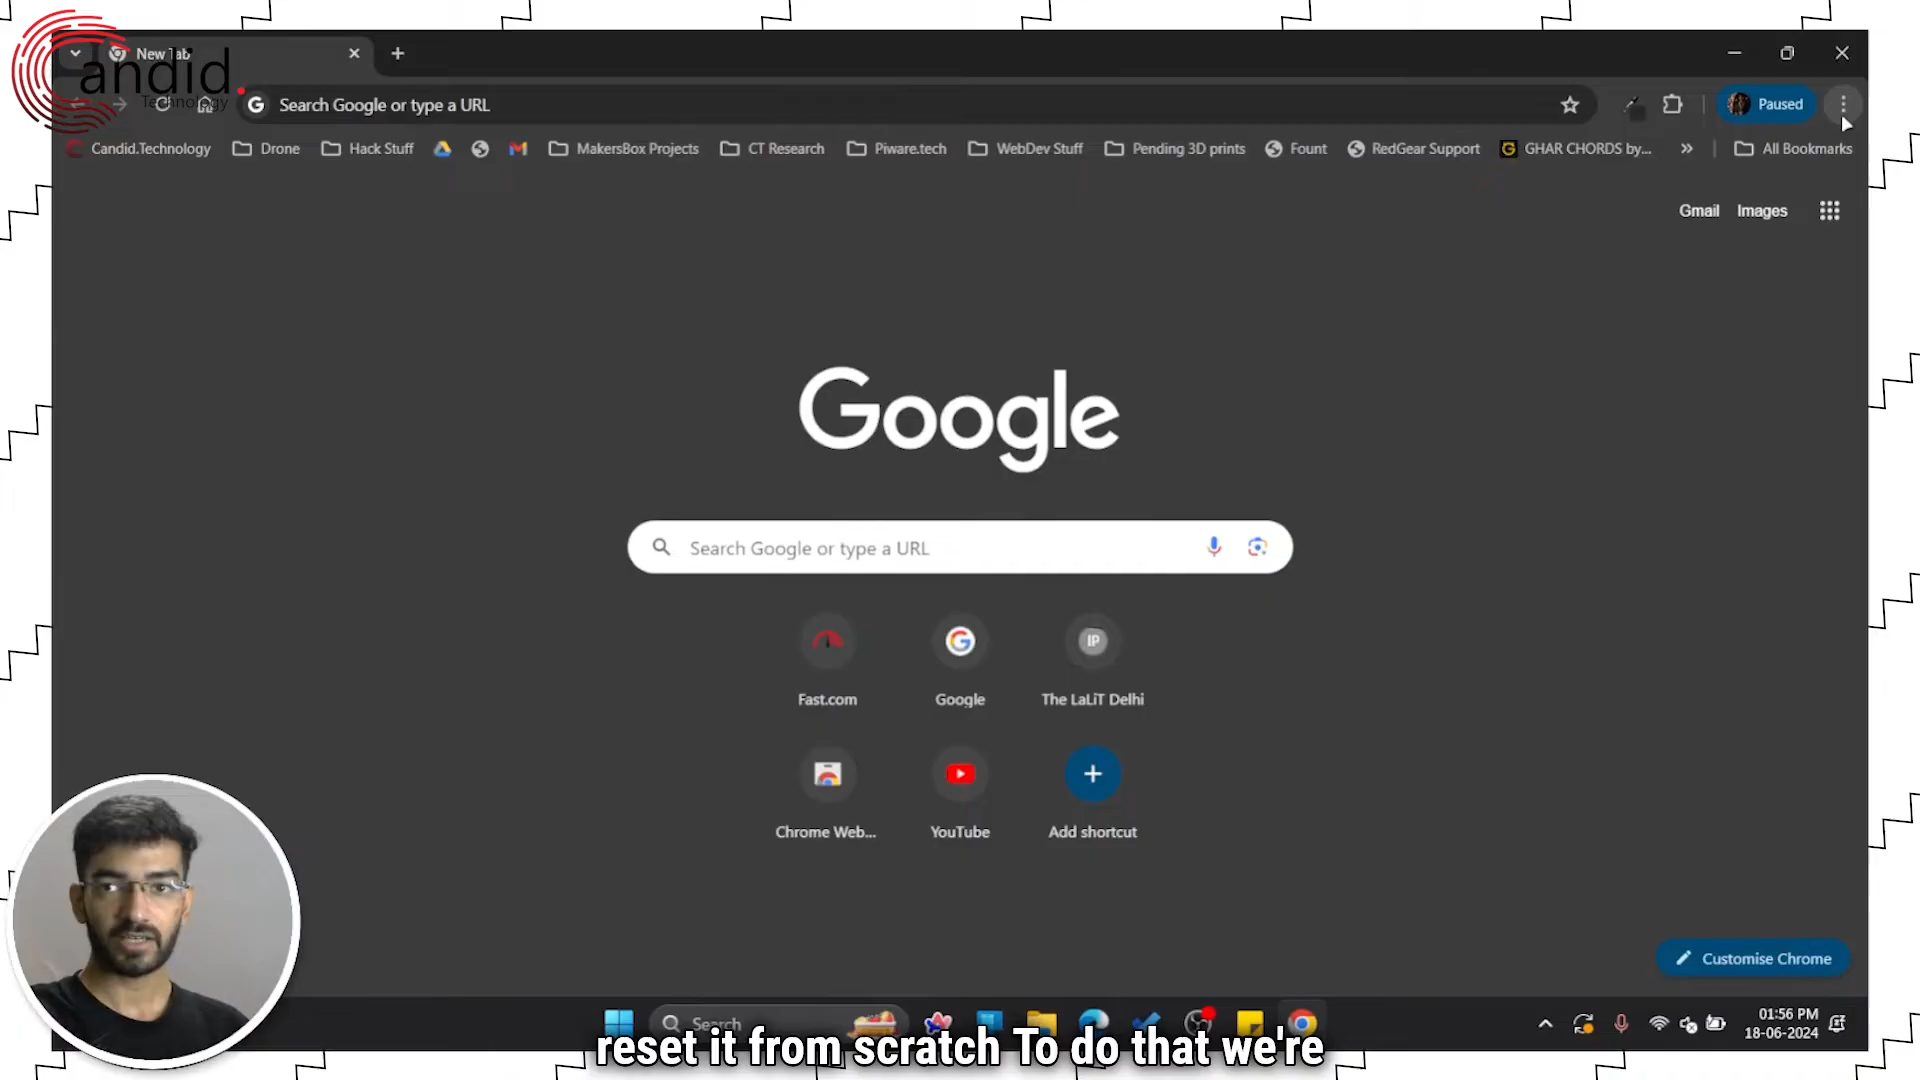 andid.
Technology
New Tab
Search Google or type a URL
Paused
Candid.Technology
Drone
Hack Stuff
MakersBox Projects
CT Research
Piware.tech
WebDev Stuff
Pending 3D prints
Fount
RedGear Support
GHAR CHORDS by...
All Bookmarks
Gmail
Images
Google
Search Google or type a URL
Fast.com
Google
IP
The LaLiT Delhi
Chrome Web...
YouTube
Add shortcut
Customise Chrome
Search
01:56 PM
18-06-2024
reset it from scratch To do that we're